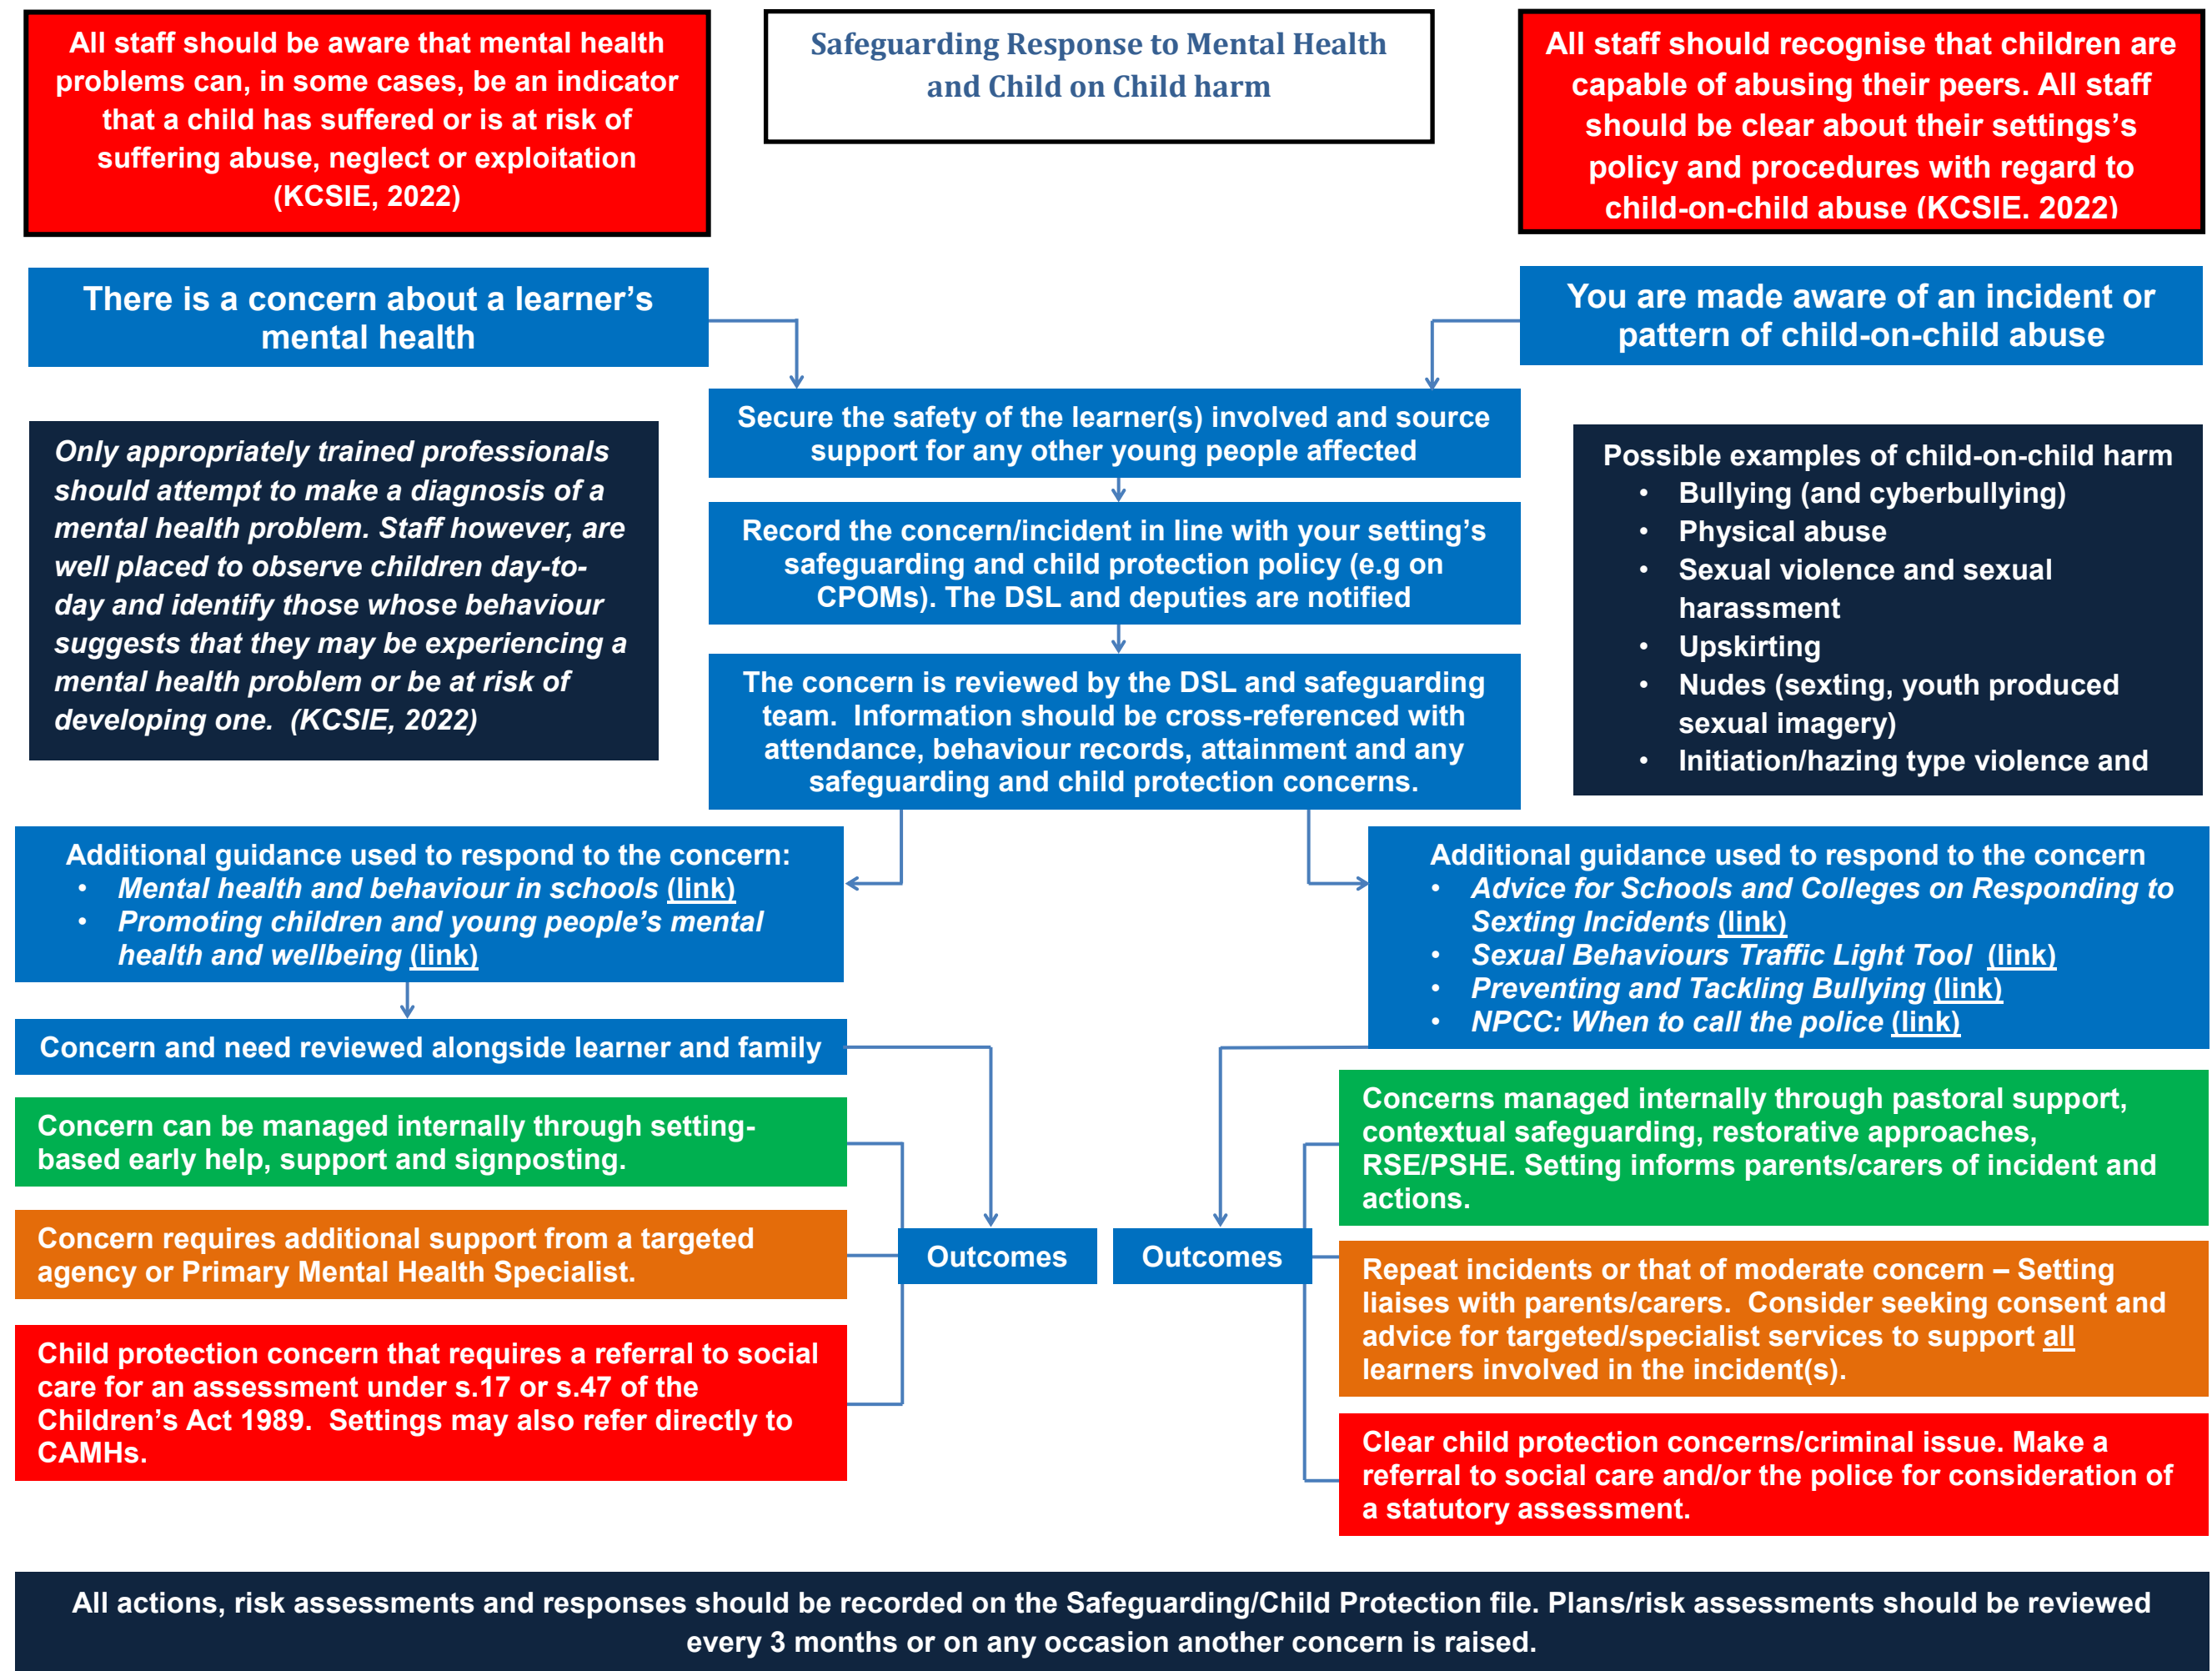 All staff should be aware that mental health
problems can, in some cases, be an indicator
that a child has suffered or is at risk of
suffering abuse, neglect or exploitation
(KCSIE, 2022)
Safeguarding Response to Mental Health
and Child on Child harm
All staff should recognise that children are
capable of abusing their peers. All staff
should be clear about their settings's
policy and procedures with regard to
child-on-child abuse (KCSIE. 2022)
There is a concern about a learner’s
mental health
You are made aware of an incident or
pattern of child-on-child abuse
Secure the safety of the learner(s) involved and source
support for any other young people affected
Only appropriately trained professionals
should attempt to make a diagnosis of a
mental health problem. Staff however, are
well placed to observe children day-to-
day and identify those whose behaviour
suggests that they may be experiencing a
mental health problem or be at risk of
developing one.  (KCSIE, 2022)
Record the concern/incident in line with your setting’s
safeguarding and child protection policy (e.g on
CPOMs). The DSL and deputies are notified
Possible examples of child-on-child harm
• Bullying (and cyberbullying)
• Physical abuse
• Sexual violence and sexual
harassment
• Upskirting
• Nudes (sexting, youth produced
sexual imagery)
• Initiation/hazing type violence and
The concern is reviewed by the DSL and safeguarding
team.  Information should be cross-referenced with
attendance, behaviour records, attainment and any
safeguarding and child protection concerns.
Additional guidance used to respond to the concern:
• Mental health and behaviour in schools (link)
• Promoting children and young people’s mental
health and wellbeing (link)
Additional guidance used to respond to the concern
• Advice for Schools and Colleges on Responding to
Sexting Incidents (link)
• Sexual Behaviours Traffic Light Tool  (link)
• Preventing and Tackling Bullying (link)
• NPCC: When to call the police (link)
Concern and need reviewed alongside learner and family
Concern can be managed internally through setting-
based early help, support and signposting.
Concern requires additional support from a targeted
agency or Primary Mental Health Specialist.
Child protection concern that requires a referral to social
care for an assessment under s.17 or s.47 of the
Children’s Act 1989.  Settings may also refer directly to
CAMHs.
Outcomes
Outcomes
Concerns managed internally through pastoral support,
contextual safeguarding, restorative approaches,
RSE/PSHE. Setting informs parents/carers of incident and
actions.
Repeat incidents or that of moderate concern – Setting
liaises with parents/carers.  Consider seeking consent and
advice for targeted/specialist services to support all
learners involved in the incident(s).
Clear child protection concerns/criminal issue. Make a
referral to social care and/or the police for consideration of
a statutory assessment.
All actions, risk assessments and responses should be recorded on the Safeguarding/Child Protection file. Plans/risk assessments should be reviewed
every 3 months or on any occasion another concern is raised.